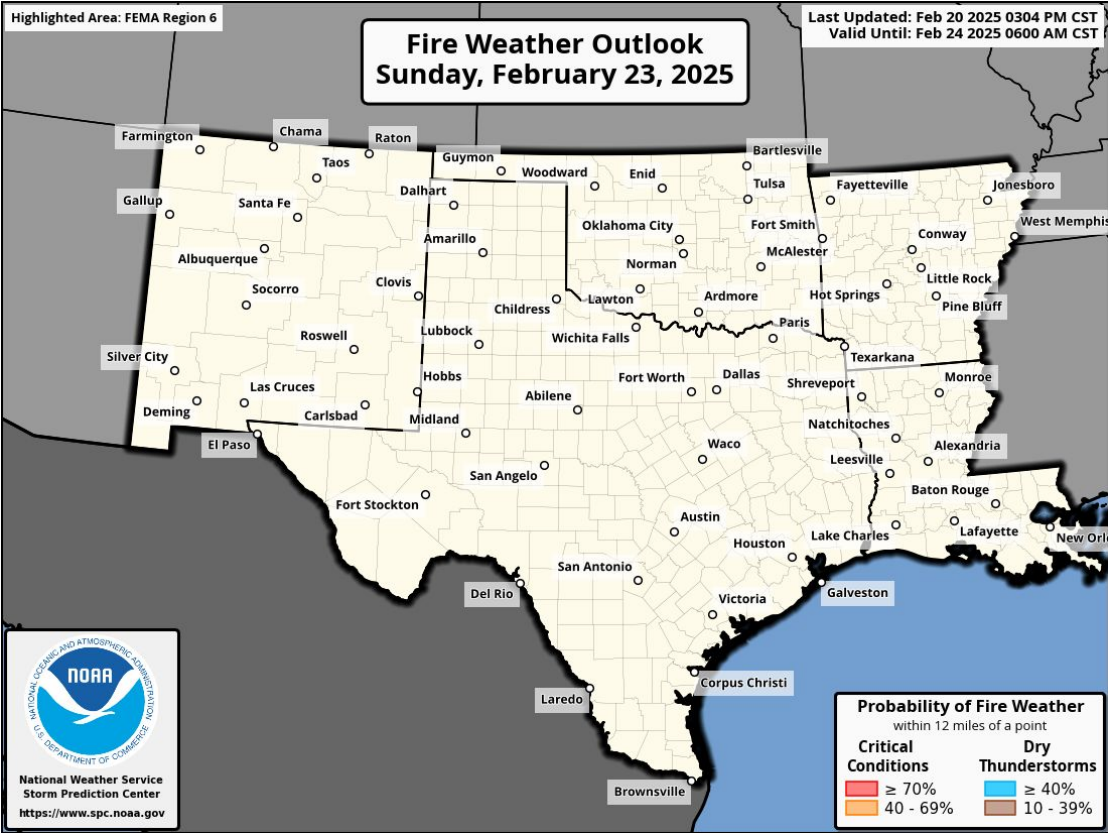 Highlighted Area: FEMA Region 6
Fire Weather Outlook
Sunday, February 23, 2025
Last Updated: Feb 20 2025 0304 PM CST
Valid Until: Feb 24 2025 0600 AM CST
Farmington
Chama
Raton
Taos
Guymon
Woodward
Enid
Bartlesville
Tulsa
Fayetteville
Jonesboro
Gallup
Santa Fe
Dalhart
Oklahoma City
Fort Smith
West Memphis
Albuquerque
Amarillo
Norman
McAlester
Conway
Socorro
Clovis
Childress
Lawton
Ardmore
Hot Springs
Little Rock
Pine Bluff
Roswell
Lubbock
Wichita Falls
Paris
Texarkana
Silver City
Las Cruces
Hobbs
Abilene
Fort Worth
Dallas
Shreveport
Monroe
Deming
Carlsbad
Midland
Natchitoches
El Paso
Waco
Leesville
Alexandria
San Angelo
Fort Stockton
Baton Rouge
Austin
Houston
Lake Charles
Lafayette
New Orl
San Antonio
Del Rio
Victoria
Galveston
Laredo
Corpus Christi
Brownsville
NATIONAL OCEANIC AND ATMOSPHERIC ADMINISTRATION
NOAA
U.S. DEPARTMENT OF COMMERCE
National Weather Service
Storm Prediction Center
https://www.spc.noaa.gov
Probability of Fire Weather
within 12 miles of a point
Critical
Conditions
≥ 70%
40 - 69%
Dry
Thunderstorms
≥ 40%
10 - 39%